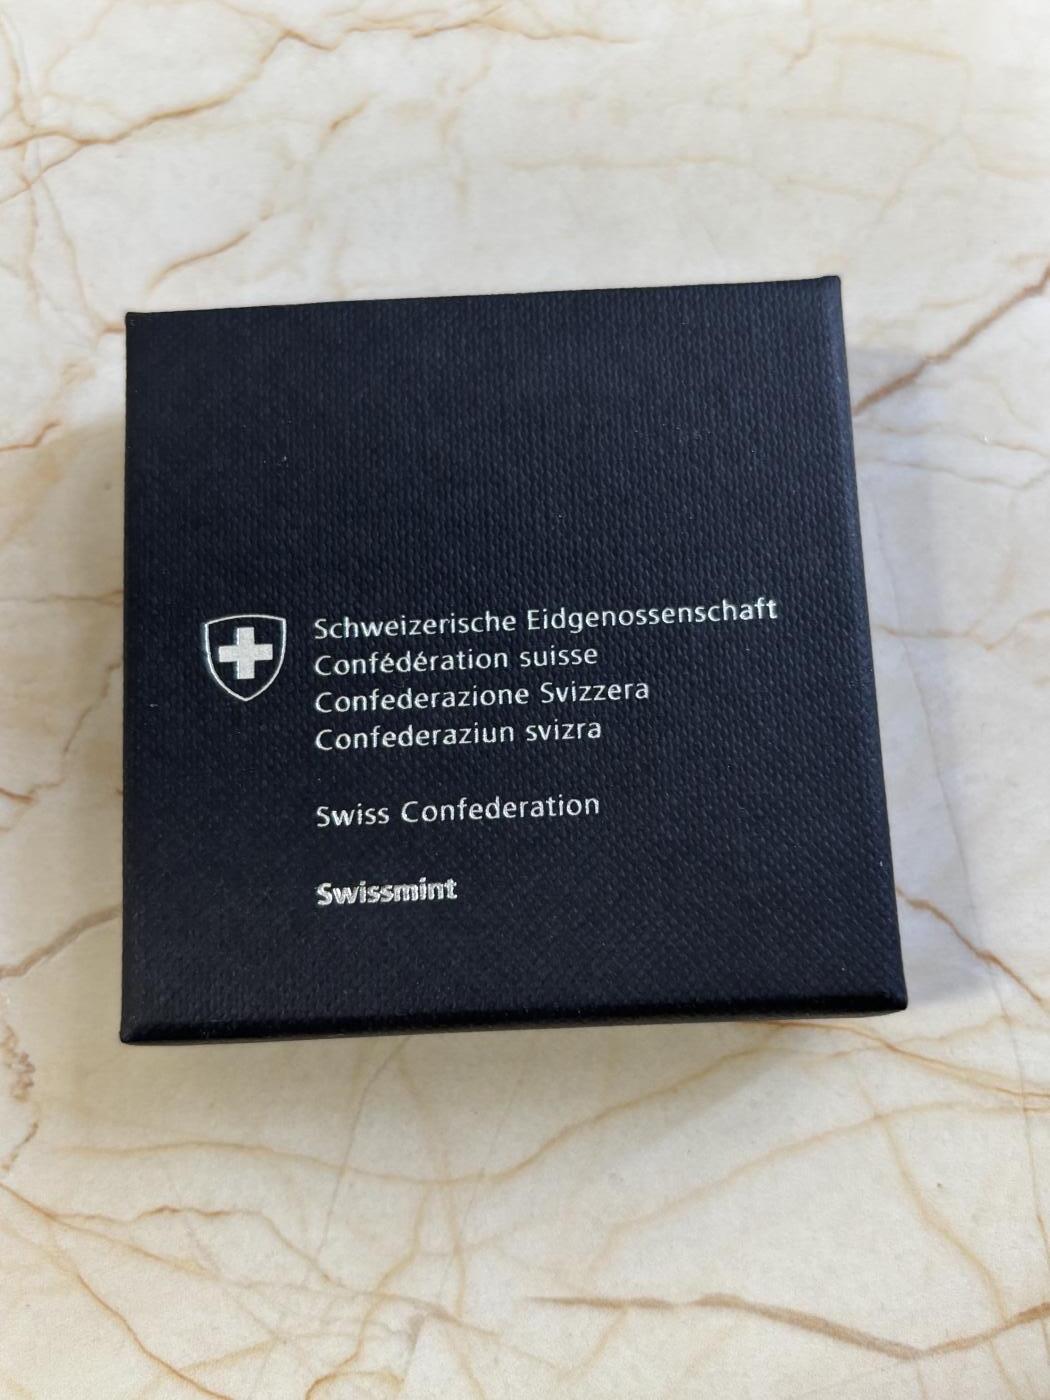 Schweizerische Eidgenossenschaft
Confédération suisse
Confederazione Svizzera
Confederaziun svizra
Swiss Confederation
Swissmint